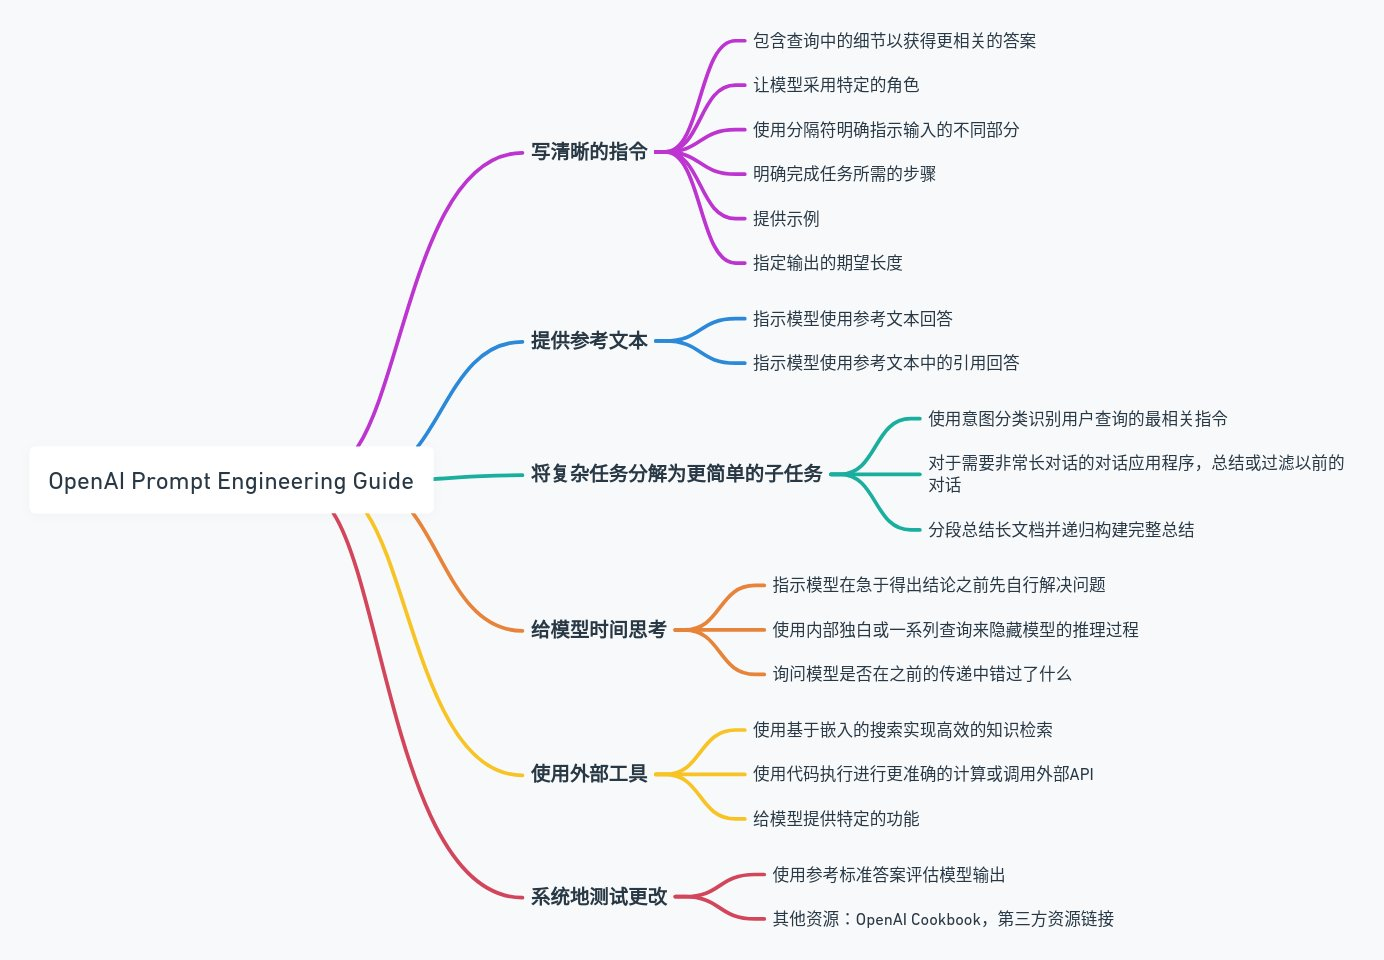 OpenAI Prompt Engineering Guide
写清晰的指令
包含查询中的细节以获得更相关的答案
让模型采用特定的角色
使用分隔符明确指示输入的不同部分
明确完成任务所需的步骤
提供示例
指定输出的期望长度
提供参考文本
指示模型使用参考文本回答
指示模型使用参考文本中的引用回答
将复杂任务分解为更简单的子任务
使用意图分类识别用户查询的最相关指令
对于需要非常长对话的对话应用程序，总结或过滤以前的
对话
分段总结长文档并递归构建完整总结
给模型时间思考
指示模型在急于得出结论之前先自行解决问题
使用内部独白或一系列查询来隐藏模型的推理过程
询问模型是否在之前的传递中错过了什么
使用外部工具
使用基于嵌入的搜索实现高效的知识检索
使用代码执行进行更准确的计算或调用外部API
给模型提供特定的功能
系统地测试更改
使用参考标准答案评估模型输出
其他资源：OpenAI Cookbook，第三方资源链接